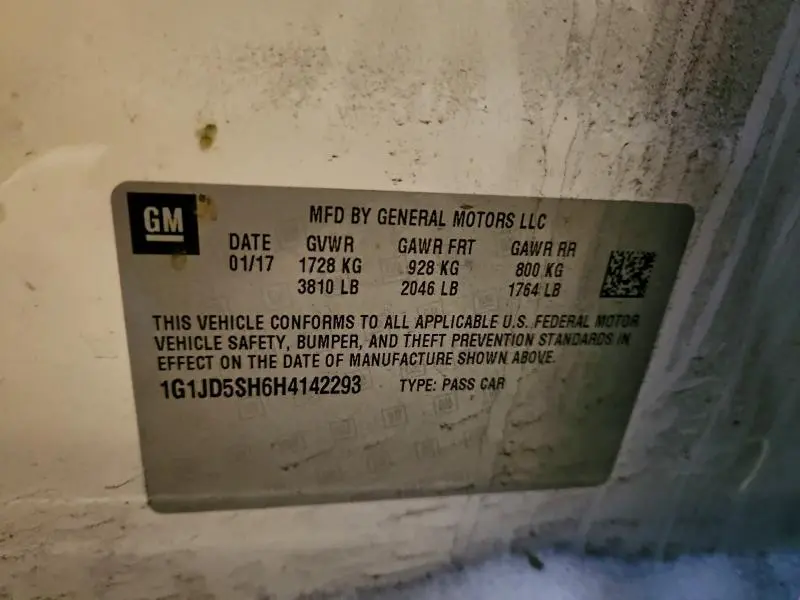 GM
MFD BY GENERAL MOTORS LLC
DATE GVWR GAWR FRT GAWR RR
01/17 1728 KG 928 KG 800 KG
3810 LB 2046 LB 1764 LB
THIS VEHICLE CONFORMS TO ALL APPLICABLE U.S. FEDERAL MOTOR
VEHICLE SAFETY, BUMPER, AND THEFT PREVENTION STANDARDS IN
EFFECT ON THE DATE OF MANUFACTURE SHOWN ABOVE.
1G1JD5SH6H4142293 TYPE: PASS CAR